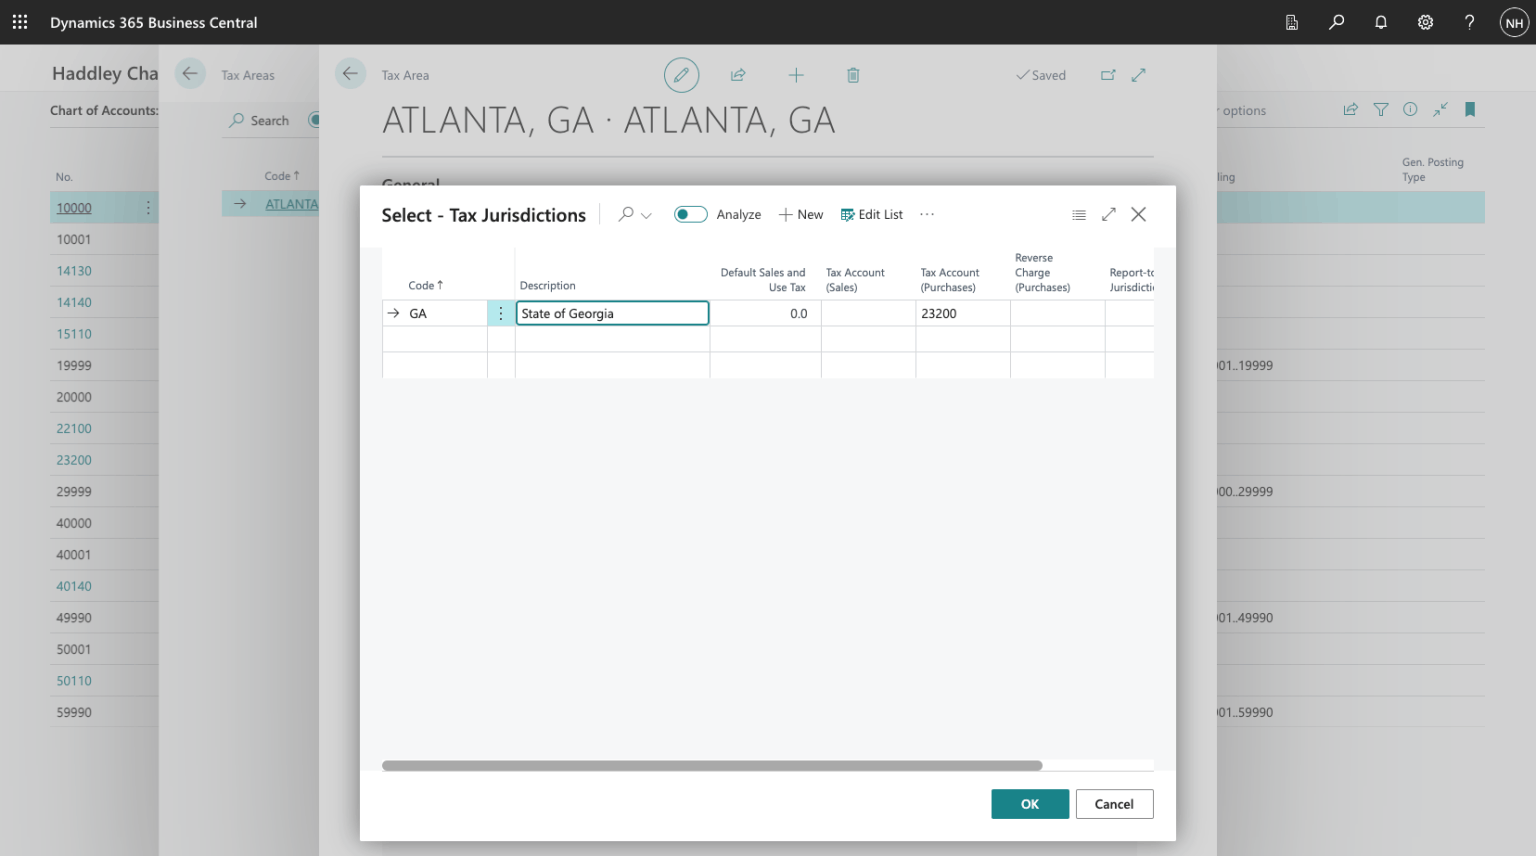 Dynamics 365 Business Central
NH
Haddley Cha
Tax Areas
Tax Area
Saved
Chart of Accounts:
Search
ATLANTA, GA · ATLANTA, GA
options
General
No.
Code ↑
Gen. Posting
Type
10000
ATLANTA
10001
14130
14140
15110
19999
20000
22100
23200
29999
40000
40001
40140
49990
50001
50110
59990
Select - Tax Jurisdictions
Analyze
New
Edit List
Code ↑
Description
Default Sales and
Use Tax
Tax Account
(Sales)
Tax Account
(Purchases)
Reverse
Charge
(Purchases)
Report-to
Jurisdictio
GA
State of Georgia
0.0
23200
OK
Cancel
ling
01..19999
00..29999
01..49990
01..59990